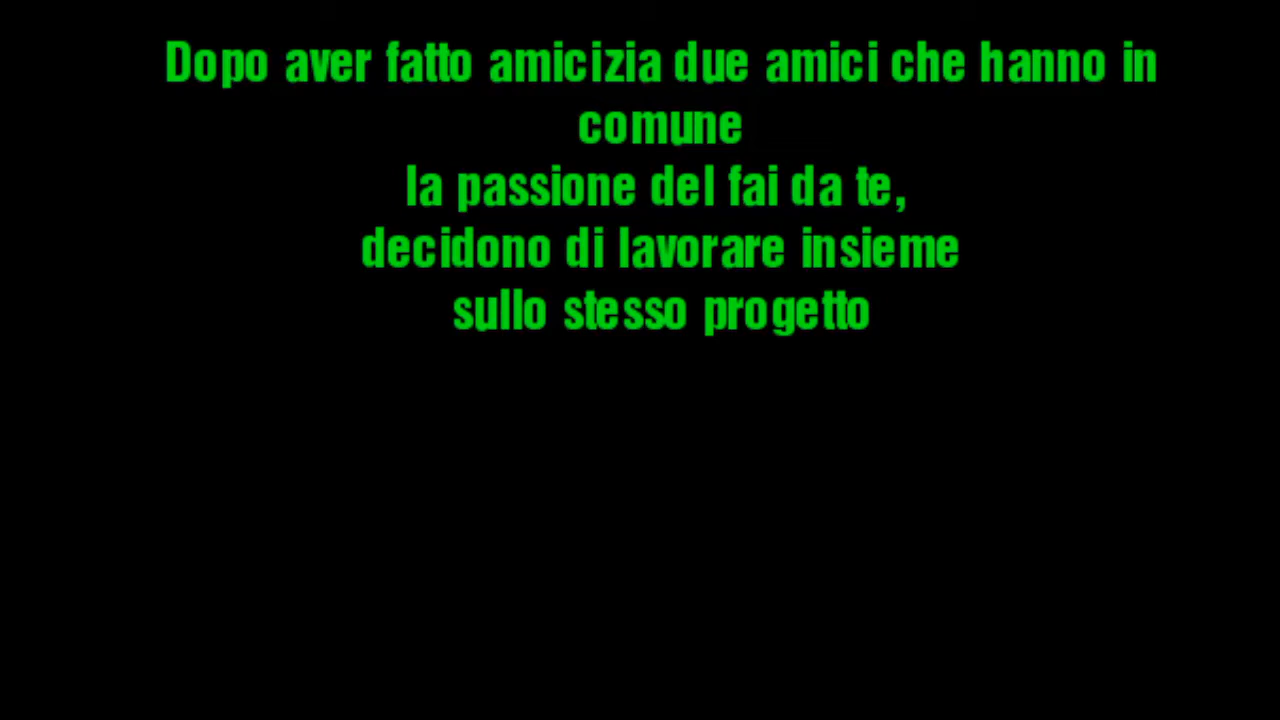 Dopo aver fatto amicizia due amici che hanno in
comune
la passione del fai da te,
decidono di lavorare insieme
sullo stesso progetto